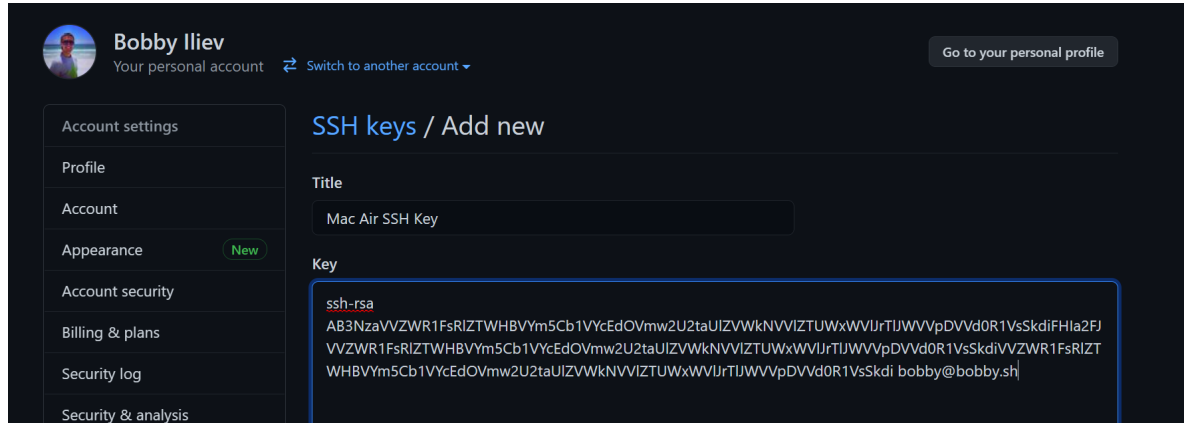 Bobby Iliev
Your personal account Switch to another account
Go to your personal profile
Account settings
Profile
Account
Appearance New
Account security
Billing & plans
Security log
Security & analysis
SSH keys / Add new
Title
Mac Air SSH Key
Key
ssh-rsa
AB3NzaVVZWR1FsRlZTWHBVYm5Cb1VYcEdOVmw2U2taUlZVWkNVVlZTUWxWVlJrTlJWVVpDVVd0R1VsSkdiFHIa2FJ
VVZWR1FsRlZTWHBVYm5Cb1VYcEdOVmw2U2taUlZVWkNVVlZTUWxWVlJrTlJWVVpDVVd0R1VsSkdiVVZWR1FsRlZT
WHBVYm5Cb1VYcEdOVmw2U2taUlZVWkNVVlZTUWxWVlJrTlJWVVpDVVd0R1VsSkdi bobby@bobby.sh